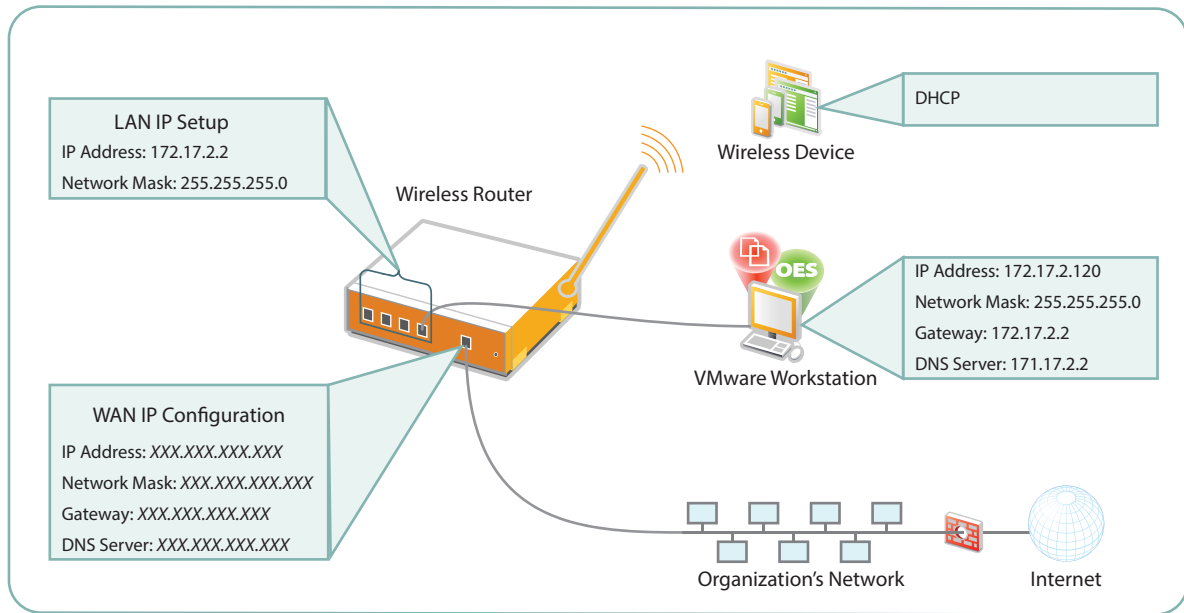 LAN IP Setup
IP Address: 172.17.2.2
Network Mask: 255.255.255.0
Wireless Router
Wireless Device
DHCP
OES
VMware Workstation
IP Address: 172.17.2.120
Network Mask: 255.255.255.0
Gateway: 172.17.2.2
DNS Server: 171.17.2.2
WAN IP Configuration
IP Address: XXX.XXX.XXX.XXX
Network Mask: XXX.XXX.XXX.XXX
Gateway: XXX.XXX.XXX.XXX
DNS Server: XXX.XXX.XXX.XXX
Organization's Network
Internet